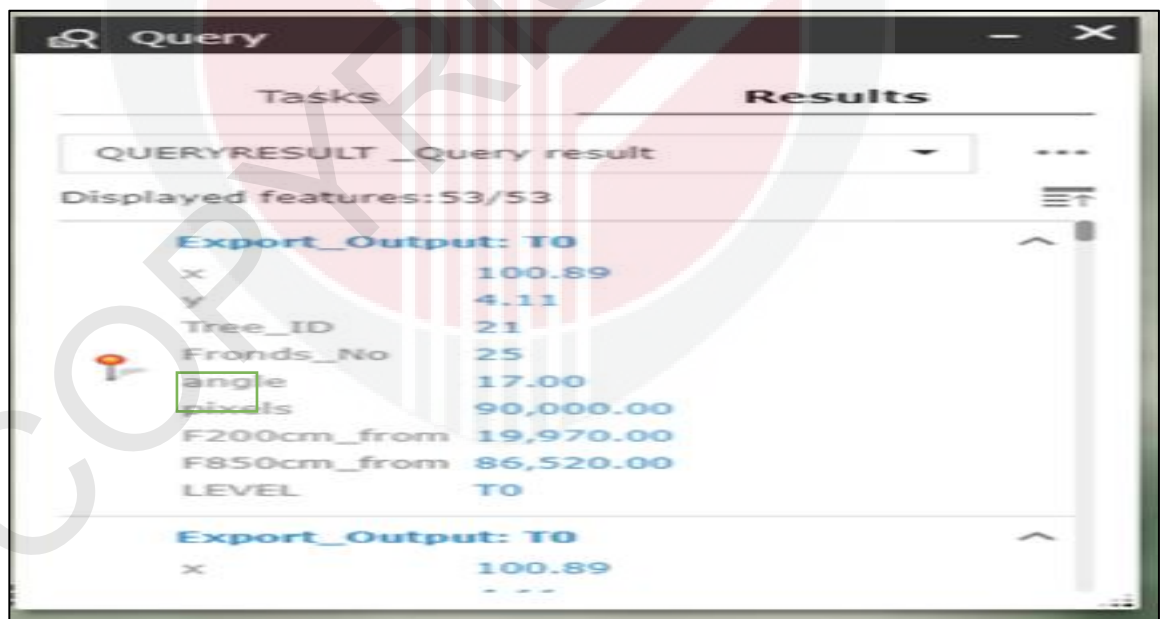 Query
Tasks Results
QUERYRESULT _Query result
Displayed features:53/53
Export_Output: T0
x 100.89
y 4.11
Tree_ID 21
Fronds_No 25
angle 17.00
pixels 90,000.00
F200cm_from 19,970.00
F850cm_from 86,520.00
LEVEL T0
Export_Output: T0
x 100.89
COPYRI